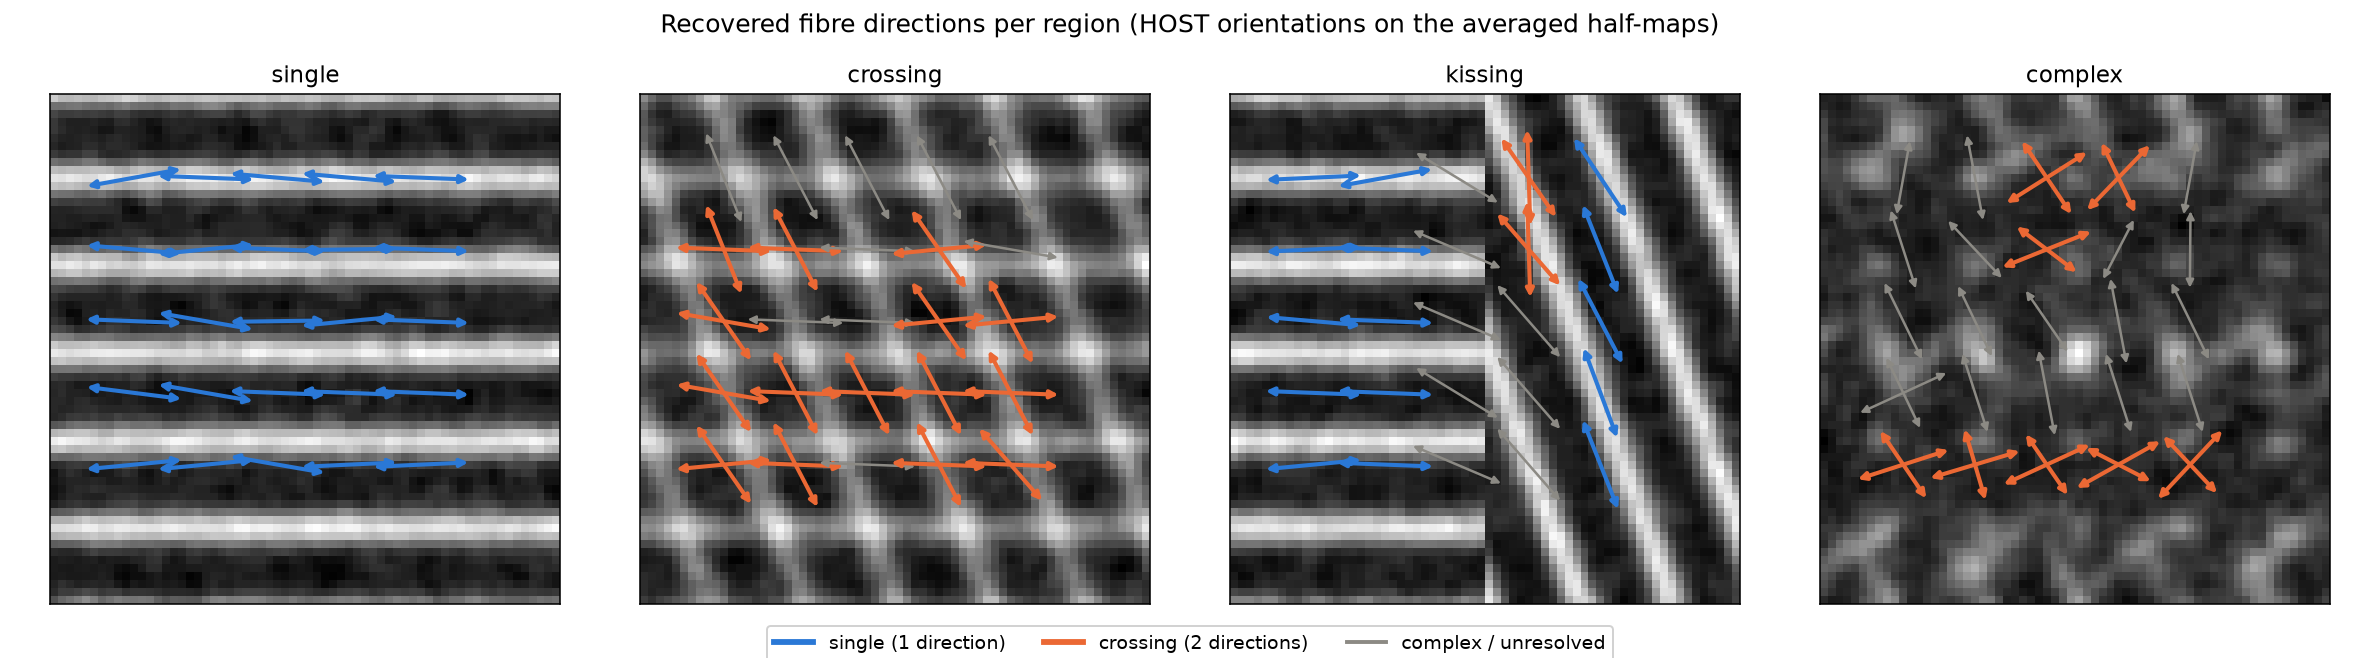 Recovered fibre directions per region (HOST orientations on the averaged half-maps)
single
crossing
kissing
complex
single (1 direction)
crossing (2 directions)
complex / unresolved